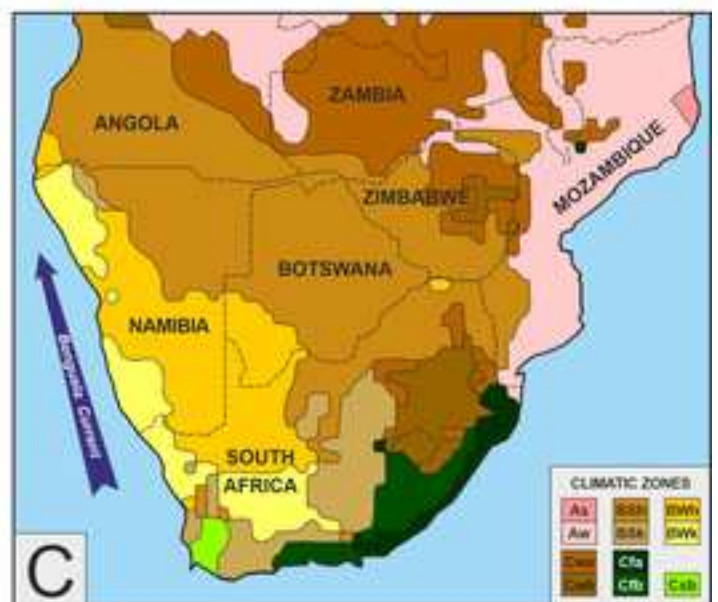 ANGOLA
ZAMBIA
MOZAMBIQUE
ZIMBABWE
BOTSWANA
NAMIBIA
Benguela Current
SOUTH
AFRICA
CLIMATIC ZONES
As BSh BWh
Aw BSk BWk
Cwa Cfa
Cwb Cfb Csb
C